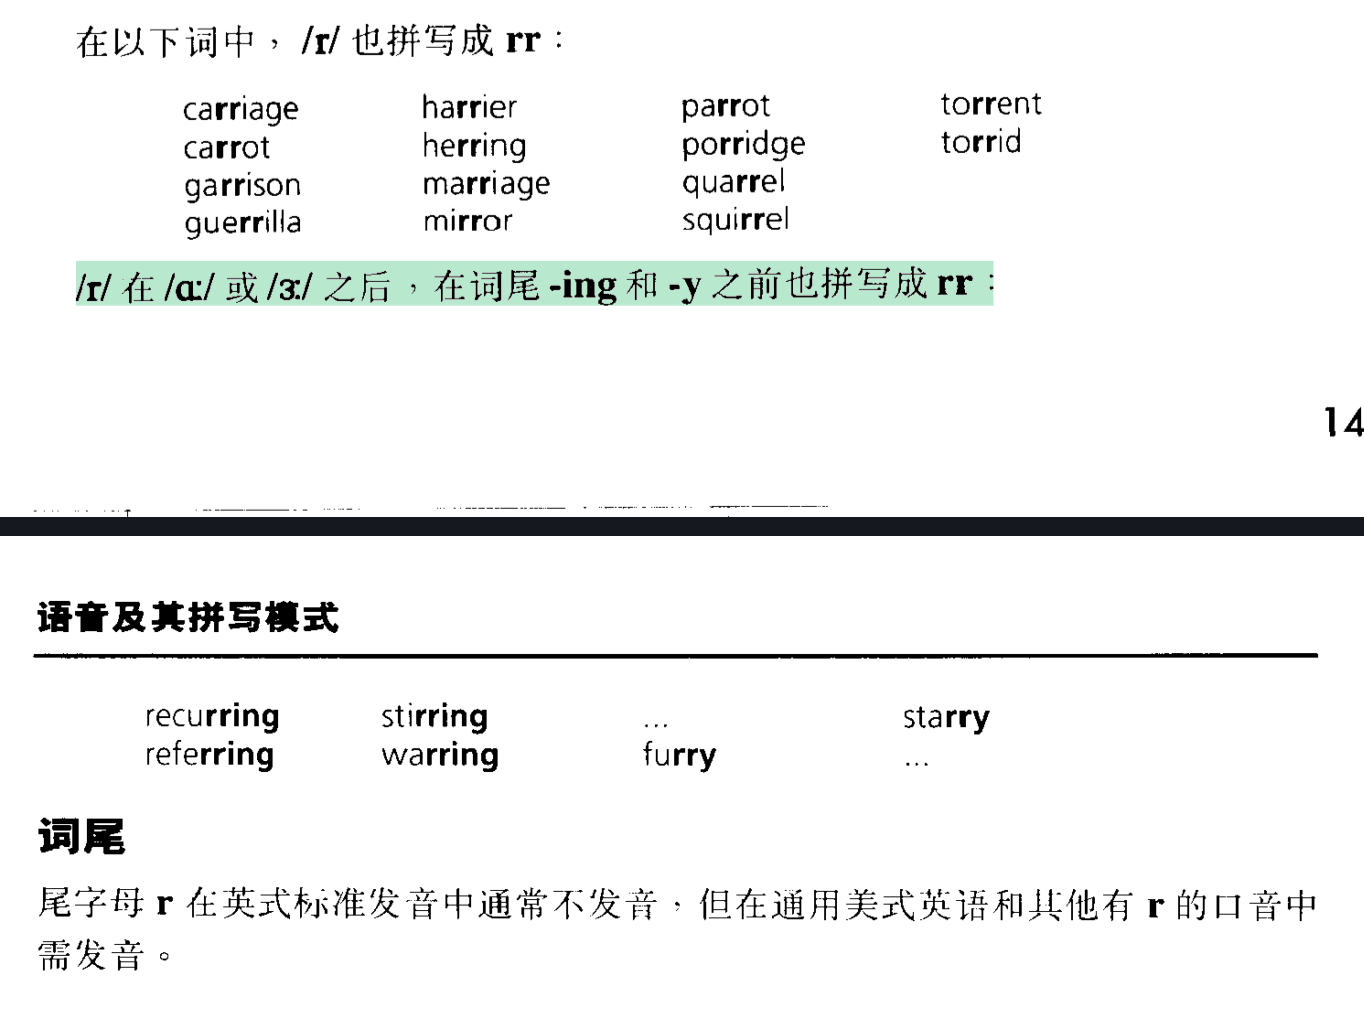 在以下词中，/r/ 也拼写成 rr：
carriage harrier parrot torrent
carrot herring porridge torrid
garrison marriage quarrel
guerrilla mirror squirrel
/r/ 在 /ɑː/ 或 /ɜː/ 之后，在词尾 -ing 和 -y 之前也拼写成 rr：
14
语音及其拼写模式
recurring stirring ... starry
referring warring furry ...
词尾
尾字母 r 在英式标准发音中通常不发音，但在通用美式英语和其他有 r 的口音中
需发音。